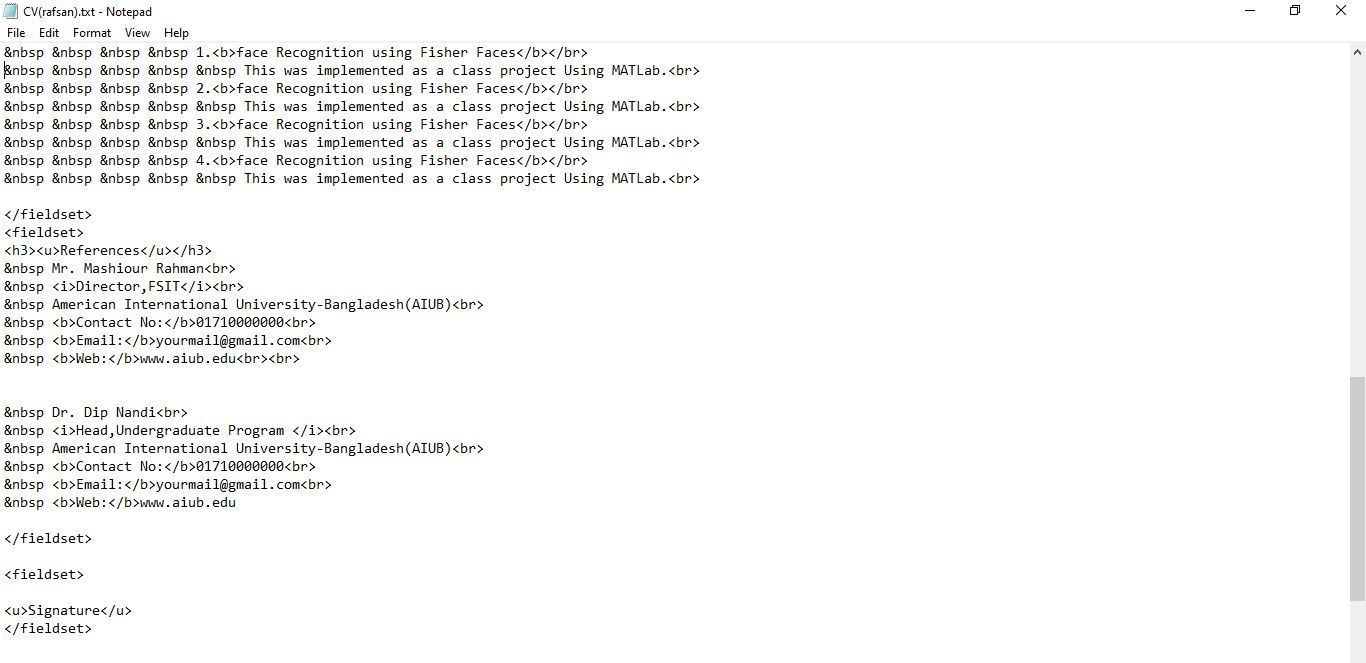 CV(rafsan).txt - Notepad
File Edit Format View Help
&nbsp &nbsp &nbsp &nbsp 1.<b>face Recognition using Fisher Faces</b></br>
&nbsp &nbsp &nbsp &nbsp &nbsp This was implemented as a class project Using MATLab.<br>
&nbsp &nbsp &nbsp &nbsp 2.<b>face Recognition using Fisher Faces</b></br>
&nbsp &nbsp &nbsp &nbsp &nbsp This was implemented as a class project Using MATLab.<br>
&nbsp &nbsp &nbsp &nbsp 3.<b>face Recognition using Fisher Faces</b></br>
&nbsp &nbsp &nbsp &nbsp &nbsp This was implemented as a class project Using MATLab.<br>
&nbsp &nbsp &nbsp &nbsp 4.<b>face Recognition using Fisher Faces</b></br>
&nbsp &nbsp &nbsp &nbsp &nbsp This was implemented as a class project Using MATLab.<br>
</fieldset>
<fieldset>
<h3><u>References</u></h3>
&nbsp Mr. Mashiour Rahman<br>
&nbsp <i>Director,FSIT</i><br>
&nbsp American International University-Bangladesh(AIUB)<br>
&nbsp <b>Contact No:</b>01710000000<br>
&nbsp <b>Email:</b>yourmail@gmail.com<br>
&nbsp <b>Web:</b>www.aiub.edu<br><br>
&nbsp Dr. Dip Nandi<br>
&nbsp <i>Head,Undergraduate Program </i><br>
&nbsp American International University-Bangladesh(AIUB)<br>
&nbsp <b>Contact No:</b>01710000000<br>
&nbsp <b>Email:</b>yourmail@gmail.com<br>
&nbsp <b>Web:</b>www.aiub.edu
</fieldset>
<fieldset>
<u>Signature</u>
</fieldset>